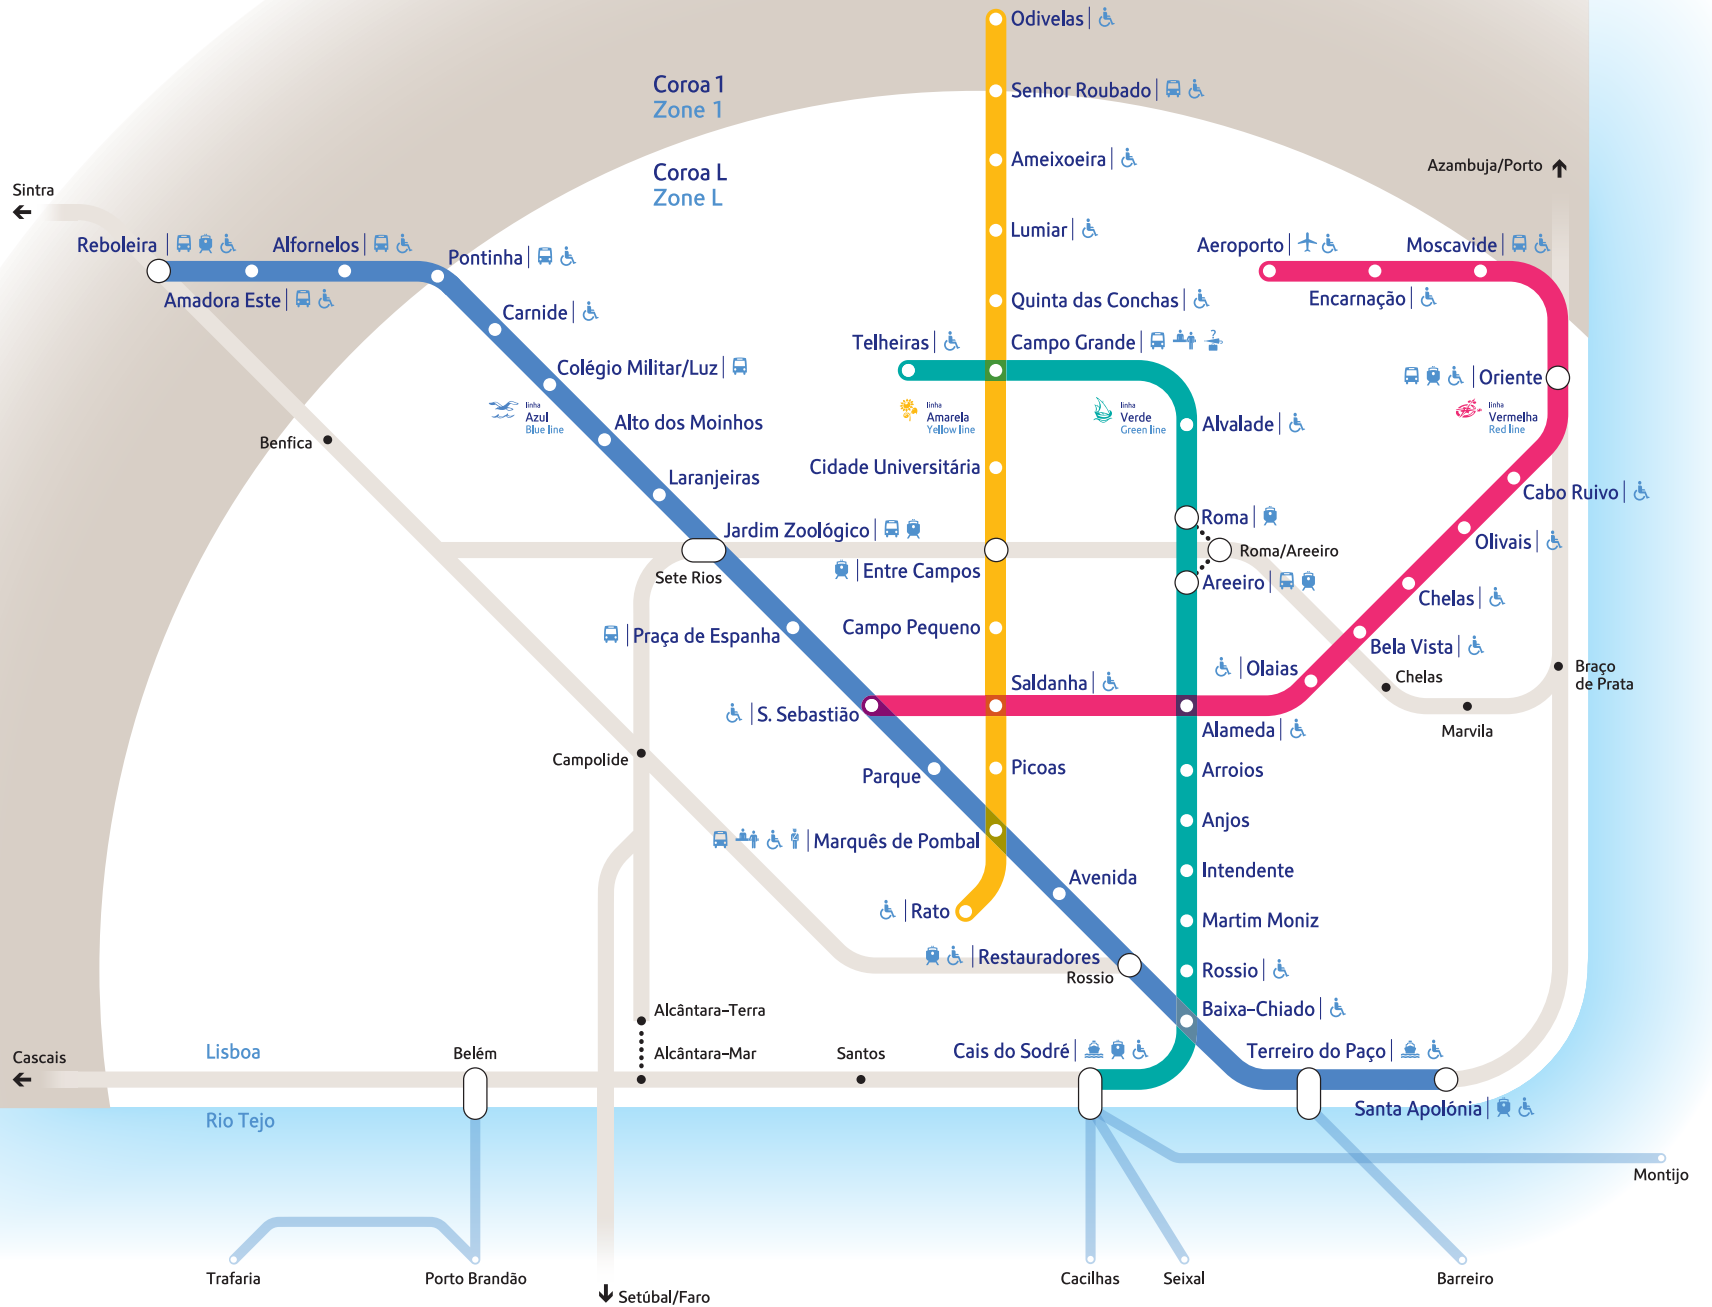 Odivelas
Coroa 1
Zone 1
Senhor Roubado
Ameixoeira
Coroa L
Zone L
Azambuja/Porto
Sintra
Lumiar
Reboleira
Alfornelos
Pontinha
Aeroporto
Moscavide
Amadora Este
Carnide
Quinta das Conchas
Encarnação
Telheiras
Campo Grande
Colégio Militar/Luz
Oriente
linha
Azul
Blue line
linha
Amarela
Yellow line
linha
Verde
Green line
linha
Vermelha
Red line
Alto dos Moinhos
Alvalade
Benfica
Cidade Universitária
Laranjeiras
Cabo Ruivo
Roma
Jardim Zoológico
Olivais
Roma/Areeiro
Sete Rios
Entre Campos
Areeiro
Chelas
Praça de Espanha
Campo Pequeno
Bela Vista
Olaias
Chelas
Braço
de Prata
Saldanha
S. Sebastião
Alameda
Marvila
Campolide
Parque
Picoas
Arroios
Anjos
Marquês de Pombal
Intendente
Avenida
Rato
Martim Moniz
Restauradores
Rossio
Rossio
Alcântara-Terra
Baixa-Chiado
Lisboa
Cascais
Belém
Alcântara-Mar
Santos
Cais do Sodré
Terreiro do Paço
Rio Tejo
Santa Apolónia
Montijo
Trafaria
Porto Brandão
Cacilhas
Seixal
Barreiro
Setúbal/Faro